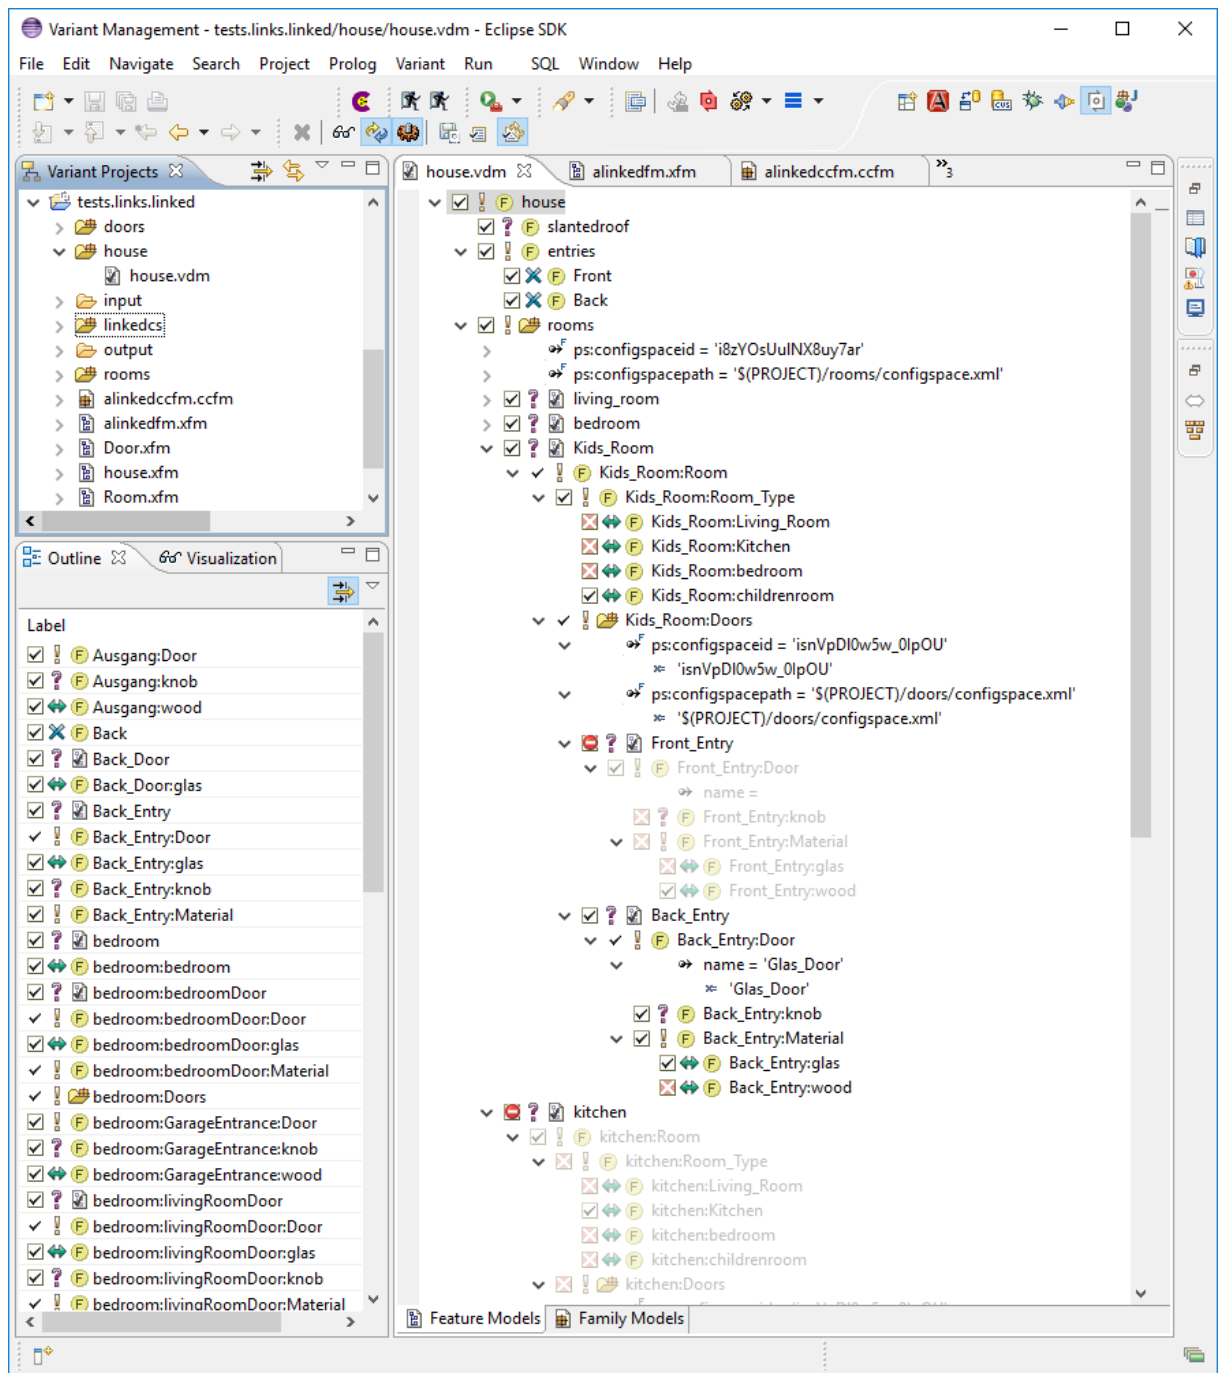 Variant Management - tests.links.linked/house/house.vdm - Eclipse SDK
File Edit Navigate Search Project Prolog Variant Run SQL Window Help
Variant Projects
tests.links.linked
doors
house
house.vdm
input
linkedcs
output
rooms
alinkedccfm.ccfm
alinkedfm.xfm
Door.xfm
house.xfm
Room.xfm
Outline
Visualization
Label
Ausgang:Door
Ausgang:knob
Ausgang:wood
Back
Back_Door
Back_Door:glas
Back_Entry
Back_Entry:Door
Back_Entry:glas
Back_Entry:knob
Back_Entry:Material
bedroom
bedroom:bedroom
bedroom:bedroomDoor
bedroom:bedroomDoor:Door
bedroom:bedroomDoor:glas
bedroom:bedroomDoor:Material
bedroom:Doors
bedroom:GarageEntrance:Door
bedroom:GarageEntrance:knob
bedroom:GarageEntrance:wood
bedroom:livingRoomDoor
bedroom:livingRoomDoor:Door
bedroom:livingRoomDoor:glas
bedroom:livingRoomDoor:knob
bedroom:livingRoomDoor:Material
house.vdm
alinkedfm.xfm
alinkedccfm.ccfm
»3
house
slantedroof
entries
Front
Back
rooms
ps:configspaceid = 'i8zYOsUuINX8uy7ar'
ps:configspacepath = '$(PROJECT)/rooms/configspace.xml'
living_room
bedroom
Kids_Room
Kids_Room:Room
Kids_Room:Room_Type
Kids_Room:Living_Room
Kids_Room:Kitchen
Kids_Room:bedroom
Kids_Room:childrenroom
Kids_Room:Doors
ps:configspaceid = 'isnVpDI0w5w_0IpOU'
'isnVpDI0w5w_0IpOU'
ps:configspacepath = '$(PROJECT)/doors/configspace.xml'
'$(PROJECT)/doors/configspace.xml'
Front_Entry
Front_Entry:Door
name =
Front_Entry:knob
Front_Entry:Material
Front_Entry:glas
Front_Entry:wood
Back_Entry
Back_Entry:Door
name = 'Glas_Door'
'Glas_Door'
Back_Entry:knob
Back_Entry:Material
Back_Entry:glas
Back_Entry:wood
kitchen
kitchen:Room
kitchen:Room_Type
kitchen:Living_Room
kitchen:Kitchen
kitchen:bedroom
kitchen:childrenroom
kitchen:Doors
Feature Models
Family Models